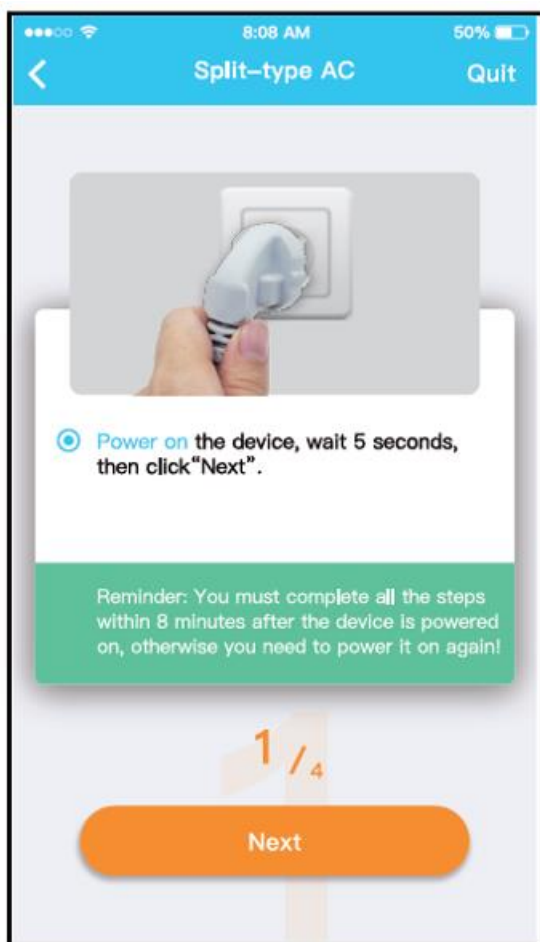 8:08 AM
50%
Split-type AC
Quit
Power on the device, wait 5 seconds,
then click“Next”.
Reminder: You must complete all the steps
within 8 minutes after the device is powered
on, otherwise you need to power it on again!
1/4
Next